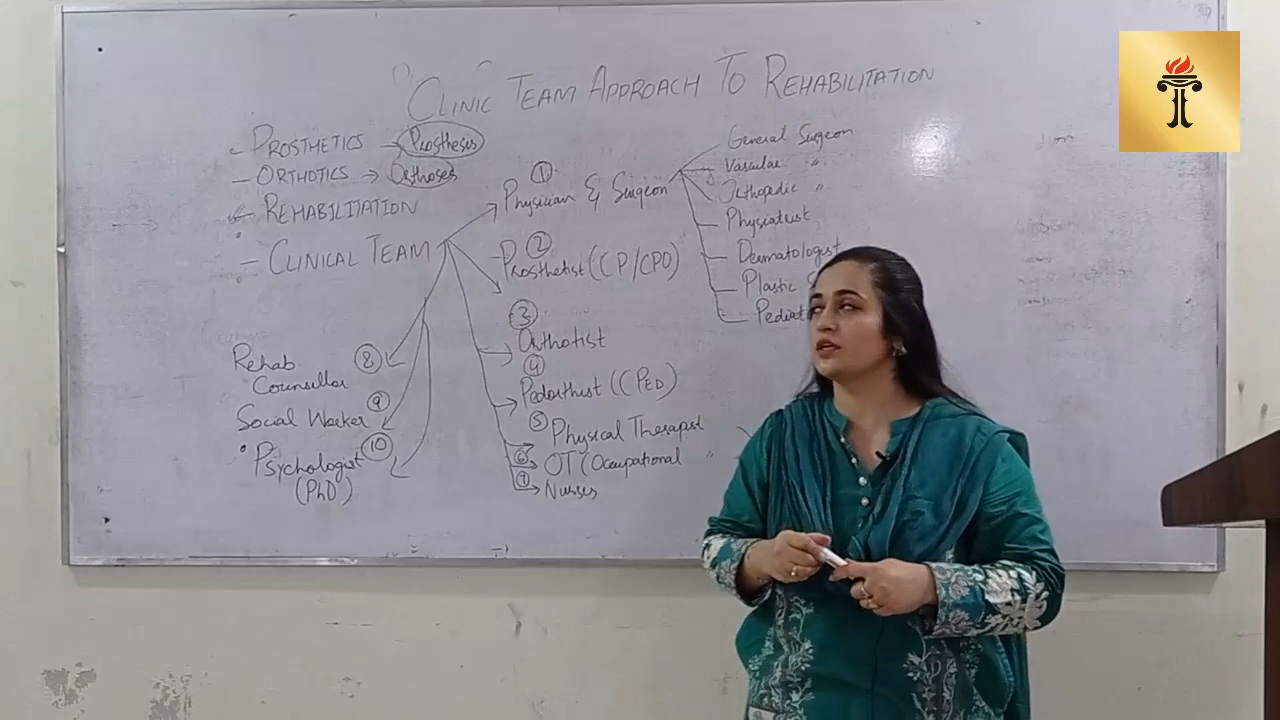 CLINIC TEAM APPROACH TO REHABILITATION
- PROSTHETICS - Prosthesis
- ORTHOTICS → Orthoses
- REHABILITATION
- CLINICAL TEAM
① Physician & Surgeon
General Surgeon
Vascular "
Orthopedic "
Physiatrist
Dermatologist
Plastic S
Pediat
② Prosthetist (CP/CPO)
③ Orthotist
④ Pedorthist (CPED)
⑤ Physical Therapist
⑥ OT (Occupational "
⑦ Nurses
Rehab ⑧
Counsellor
Social Worker ⑨
• Psychologist ⑩
(PhD)